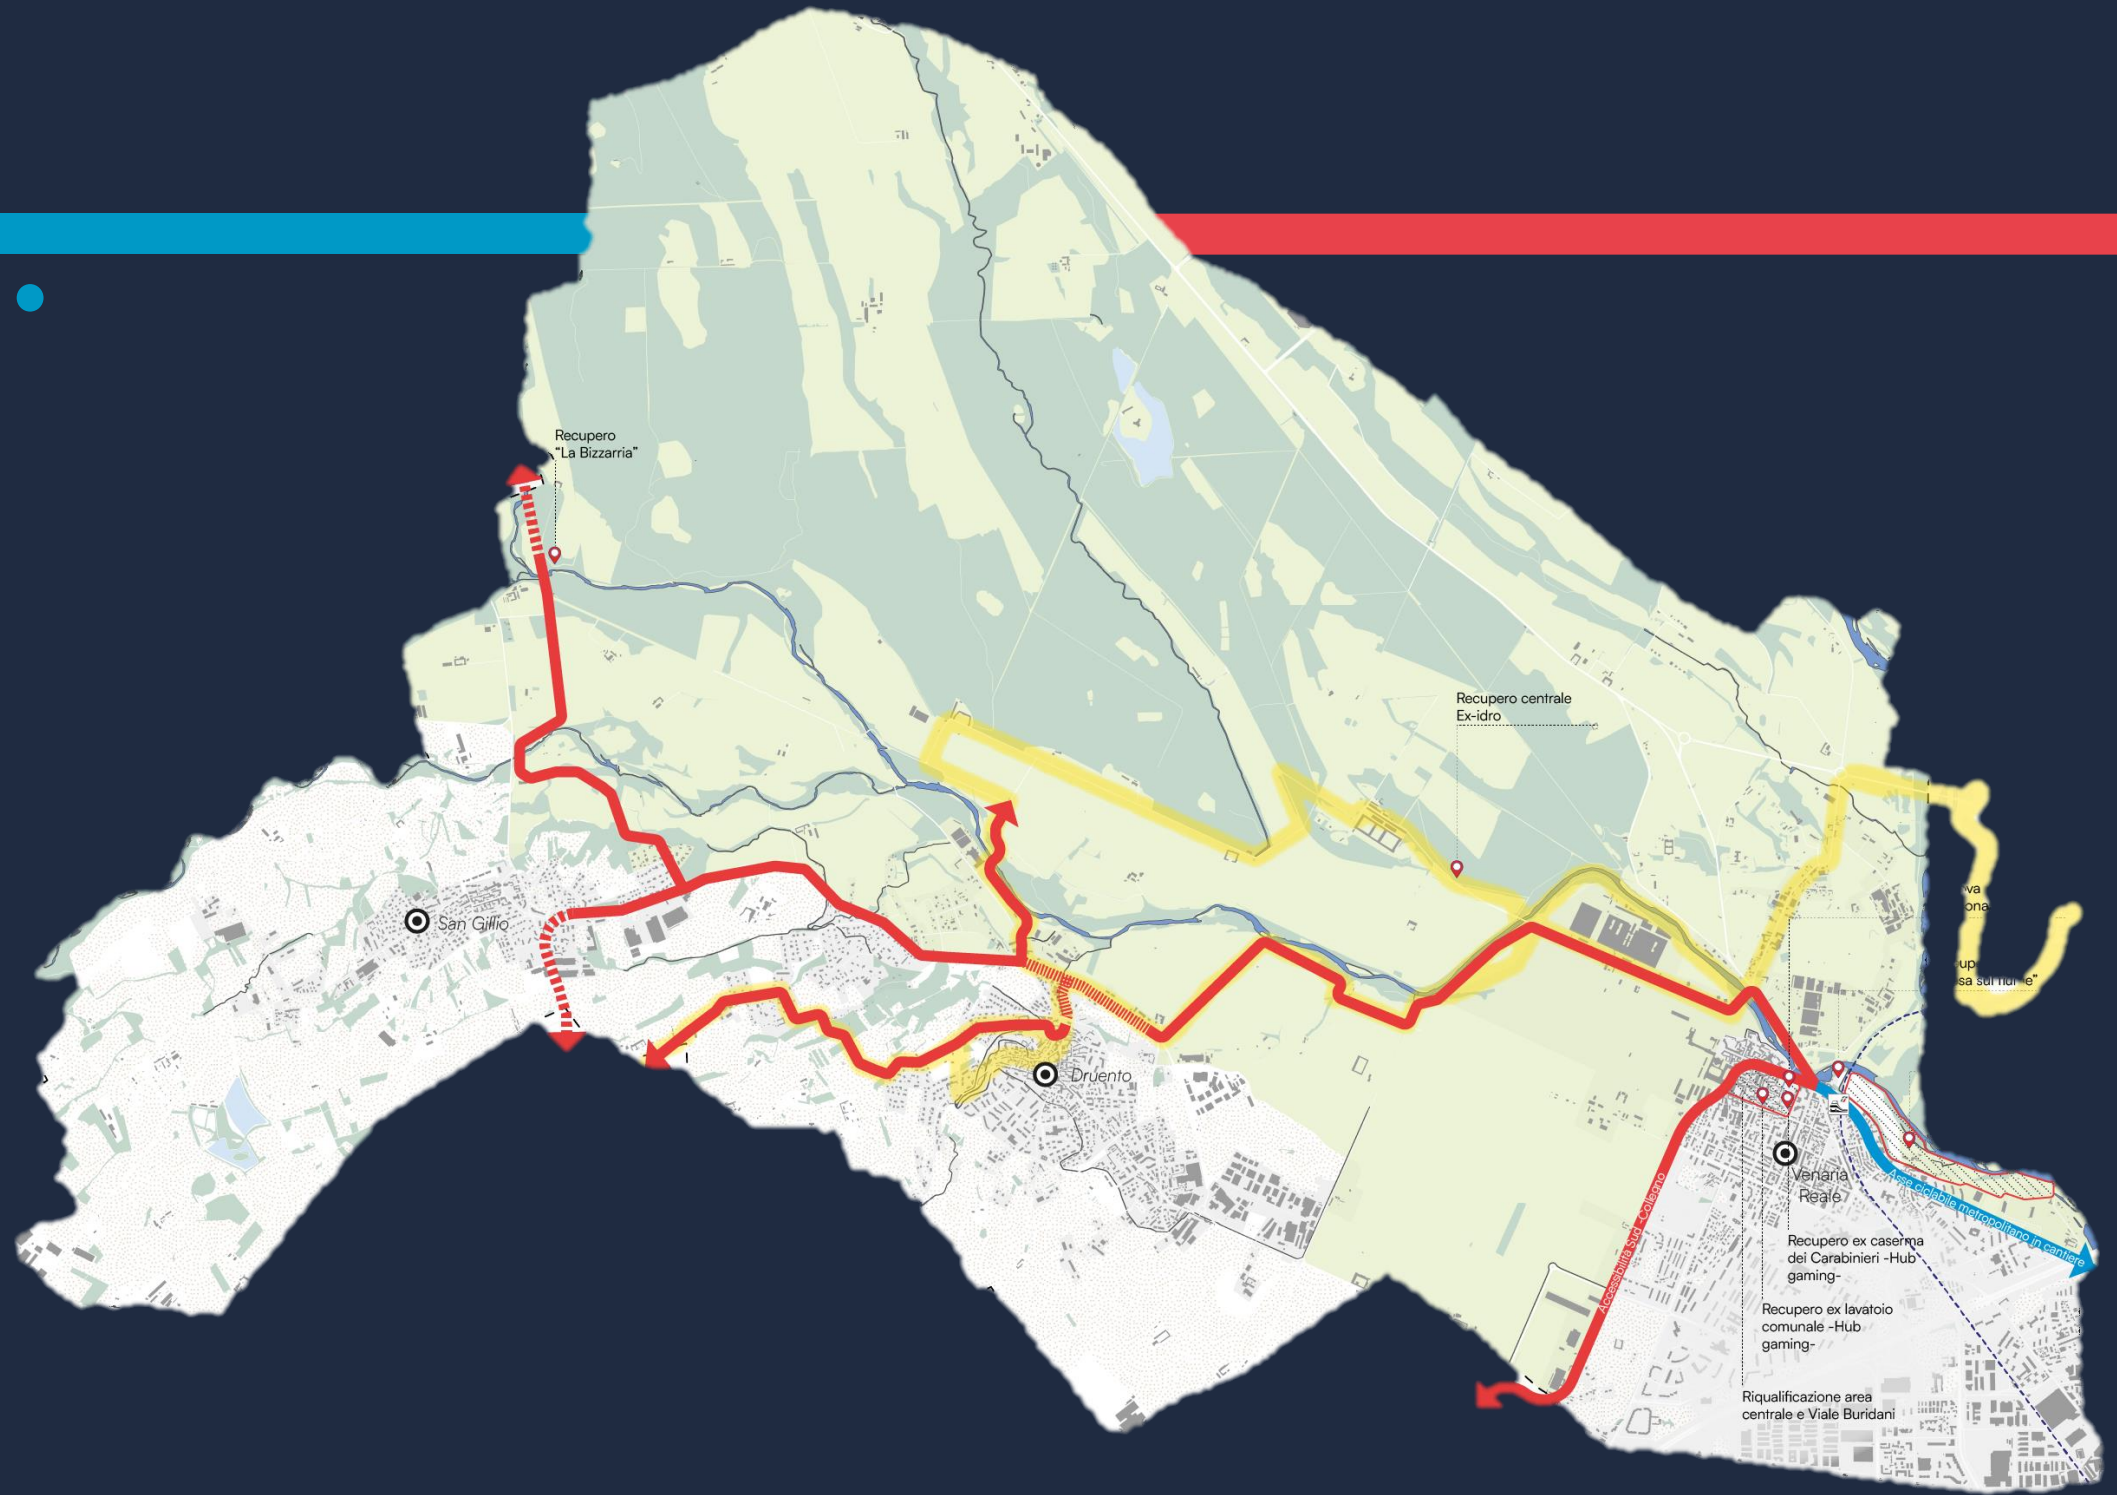 Recupero
"La Bizzarria"
Recupero centrale
Ex-idro
San Gillio
Druento
Venaria
Reale
Asse ciclabile metropolitano in cantiere
Accessibilità Sud -Collegno
Recupero ex caserma
dei Carabinieri -Hub
gaming-
Recupero ex lavatoio
comunale -Hub
gaming-
Riqualificazione area
centrale e Viale Buridani